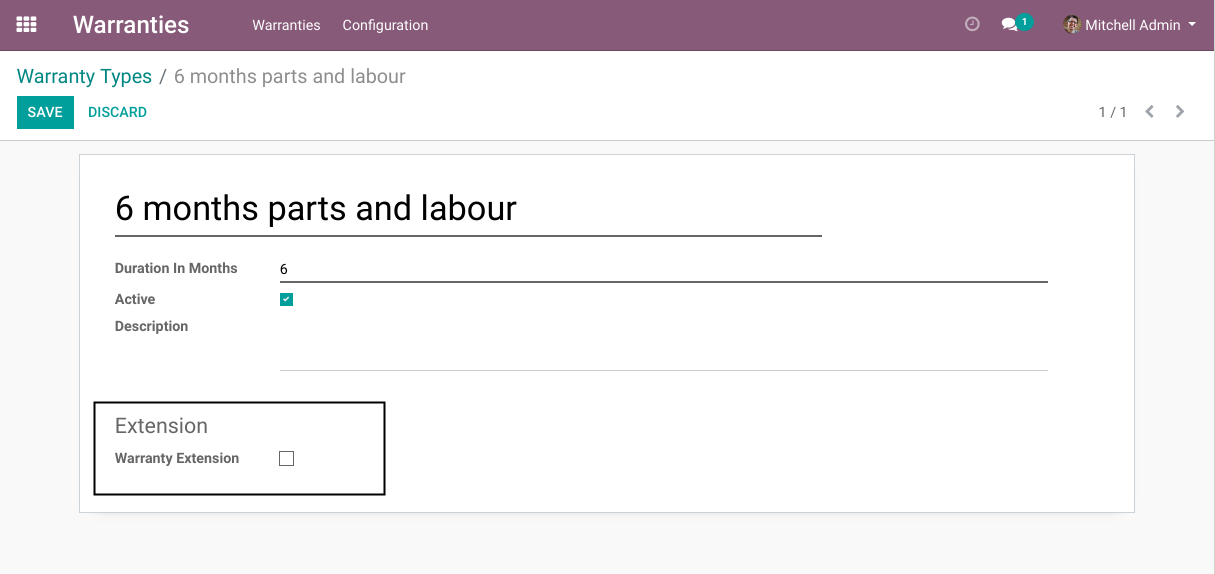 Warranties Warranties Configuration 1 Mitchell Admin
Warranty Types / 6 months parts and labour
SAVE DISCARD 1 / 1
6 months parts and labour
Duration In Months 6
Active
Description
Extension
Warranty Extension